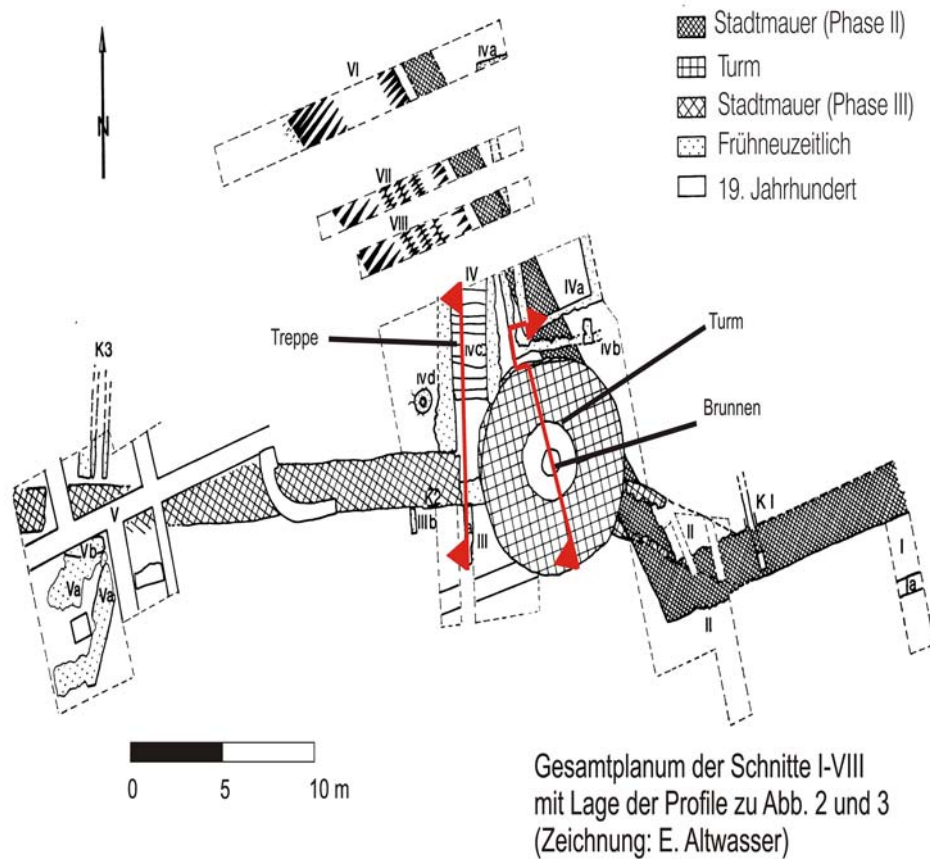 Stadtmauer (Phase II)
Turm
Stadtmauer (Phase III)
Frühneuzeitlich
19. Jahrhundert
N
VI
IVa
VII
VIII
IV
IVa
Treppe
IVC
IVb
Turm
K3
IVd
Brunnen
V
K2
IIIb
III
II
K I
I
Ia
Vb
Va
Va
II
0 5 10 m
Gesamtplanum der Schnitte I-VIII
mit Lage der Profile zu Abb. 2 und 3
(Zeichnung: E. Altwasser)